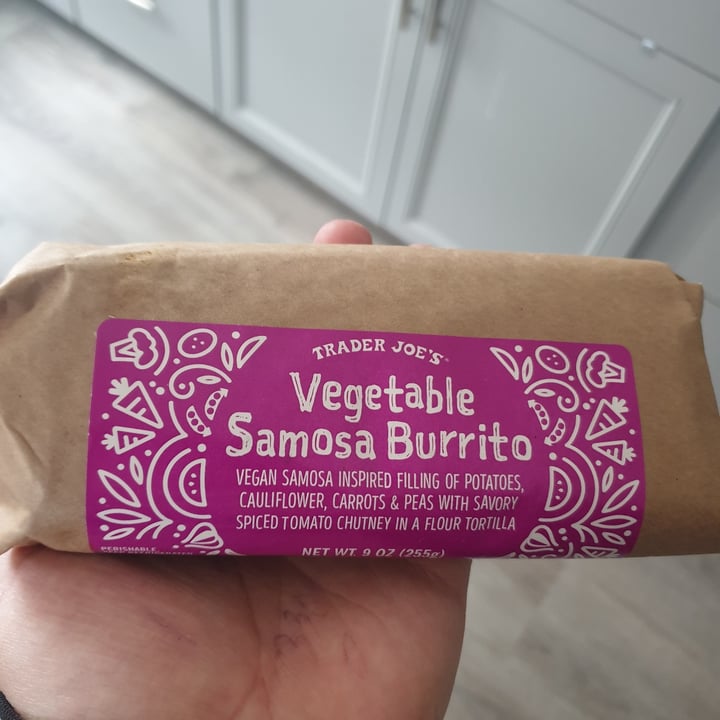 TRADER JOE'S
Vegetable
Samosa Burrito
VEGAN SAMOSA INSPIRED FILLING OF POTATOES,
CAULIFLOWER, CARROTS & PEAS WITH SAVORY
SPICED TOMATO CHUTNEY IN A FLOUR TORTILLA
NET WT. 9 OZ (255g)
PERISHABLE